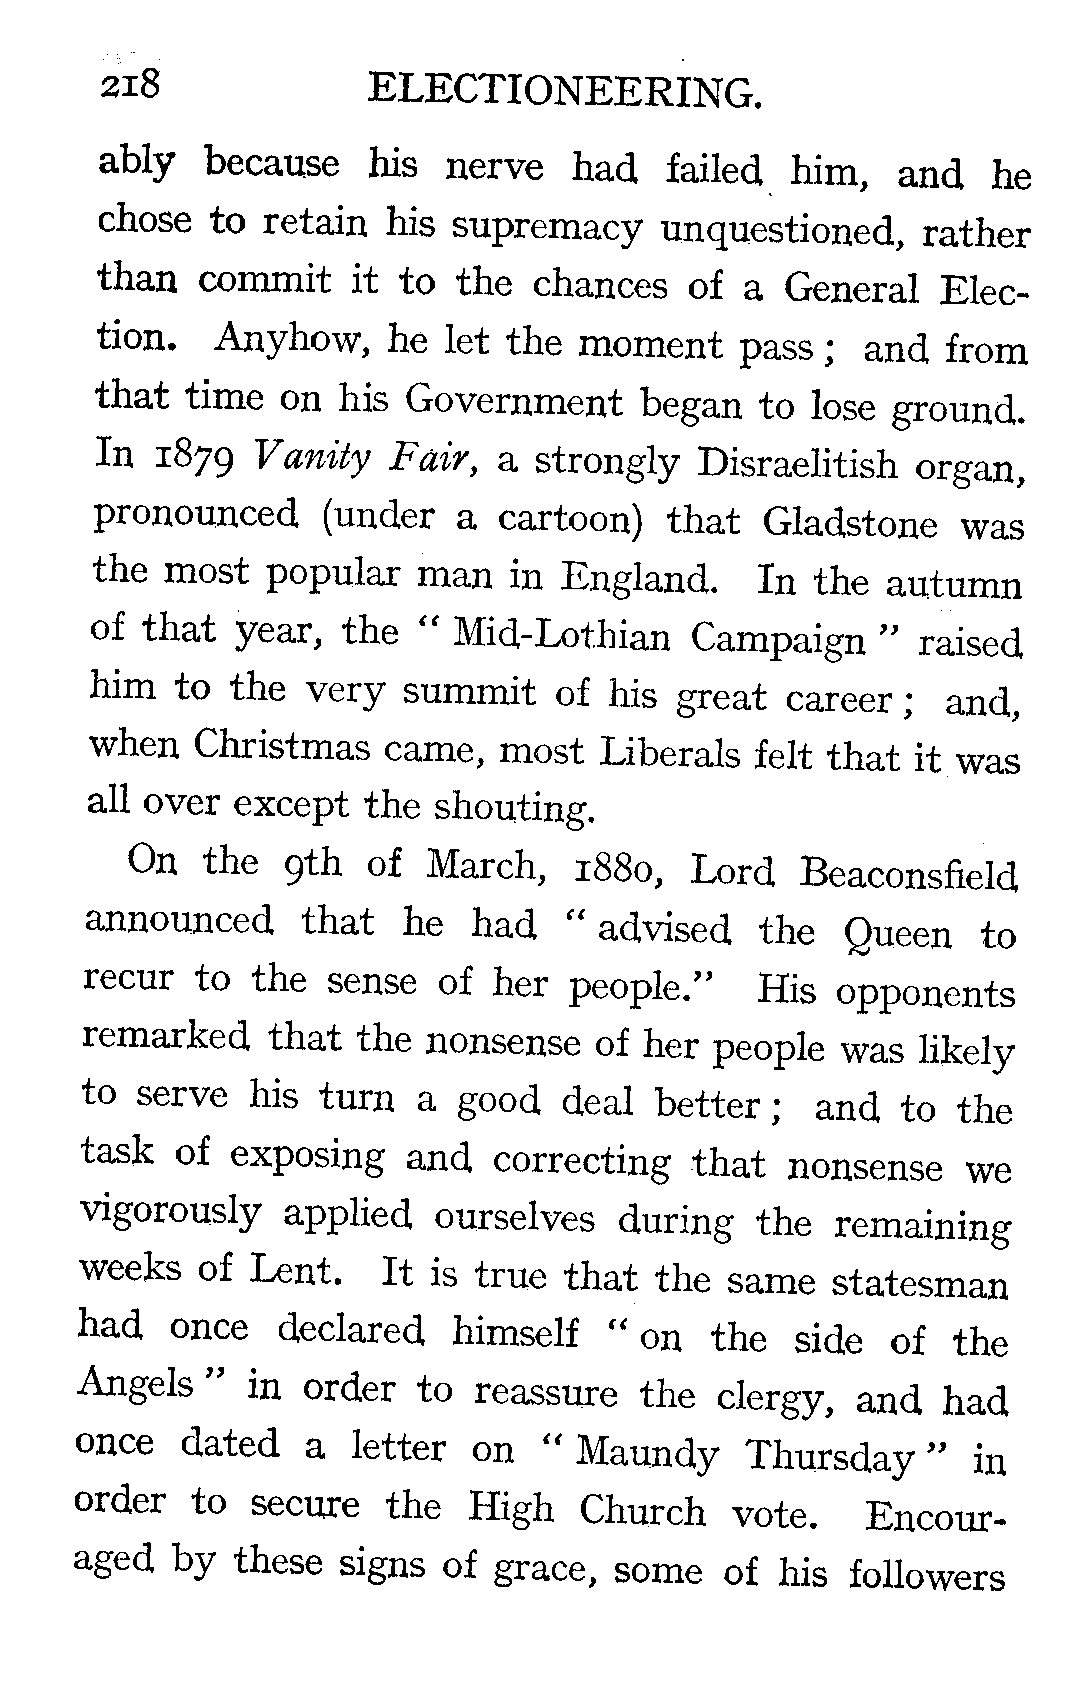 218 ELECTIONEERING.
ably because his nerve had failed him, and he
chose to retain his supremacy unquestioned, rather
than commit it to the chances of a General Elec-
tion. Anyhow, he let the moment pass ; and from
that time on his Government began to lose ground.
In 1879 Vanity Fair, a strongly Disraelitish organ,
pronounced (under a cartoon) that Gladstone was
the most popular man in England. In the autumn
of that year, the “ Mid-Lothian Campaign ” raised
him to the very summit of his great career ; and,
when Christmas came, most Liberals felt that it was
all over except the shouting.
On the 9th of March, 1880, Lord Beaconsfield
announced that he had “ advised the Queen to
recur to the sense of her people.” His opponents
remarked that the nonsense of her people was likely
to serve his turn a good deal better ; and to the
task of exposing and correcting that nonsense we
vigorously applied ourselves during the remaining
weeks of Lent. It is true that the same statesman
had once declared himself “ on the side of the
Angels ” in order to reassure the clergy, and had
once dated a letter on “ Maundy Thursday ” in
order to secure the High Church vote. Encour-
aged by these signs of grace, some of his followers